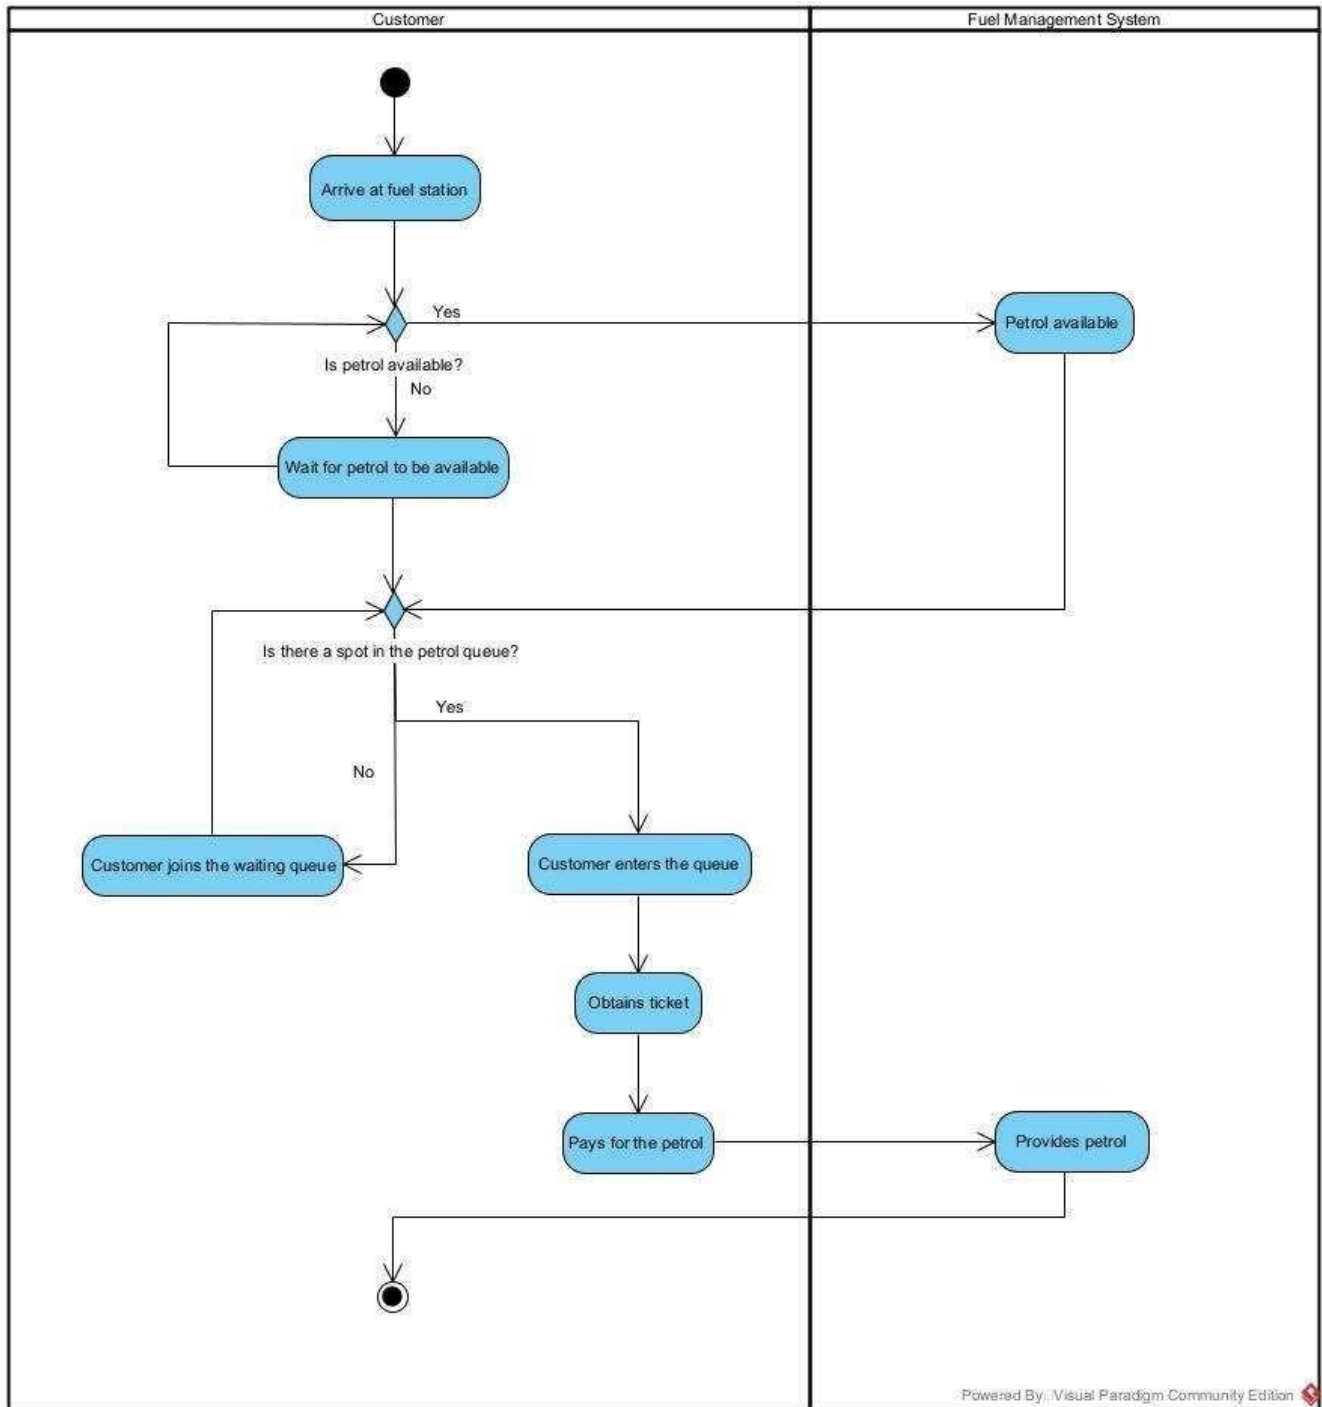 Customer
Fuel Management System
Arrive at fuel station
Yes
Petrol available
Is petrol available?
No
Wait for petrol to be available
Is there a spot in the petrol queue?
Yes
No
Customer joins the waiting queue
Customer enters the queue
Obtains ticket
Pays for the petrol
Provides petrol
Powered By: Visual Paradigm Community Edition